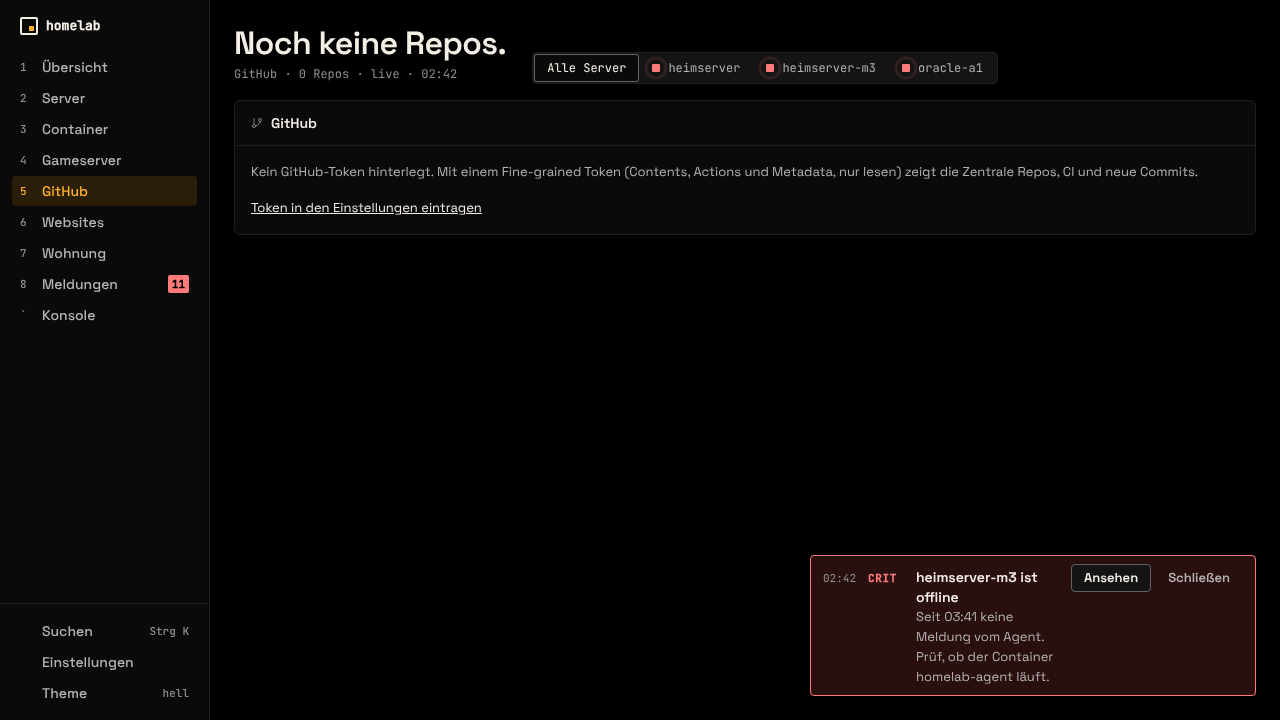 homelab
1 Übersicht
2 Server
3 Container
4 Gameserver
5 GitHub
6 Websites
7 Wohnung
8 Meldungen 11
` Konsole
Suchen Strg K
Einstellungen
Theme hell
Noch keine Repos.
GitHub · 0 Repos · live · 02:42
Alle Server heimserver heimserver-m3 oracle-a1
GitHub
Kein GitHub-Token hinterlegt. Mit einem Fine-grained Token (Contents, Actions und Metadata, nur lesen) zeigt die Zentrale Repos, CI und neue Commits.
Token in den Einstellungen eintragen
02:42 CRIT heimserver-m3 ist Ansehen Schließen
offline
Seit 03:41 keine
Meldung vom Agent.
Prüf, ob der Container
homelab-agent läuft.